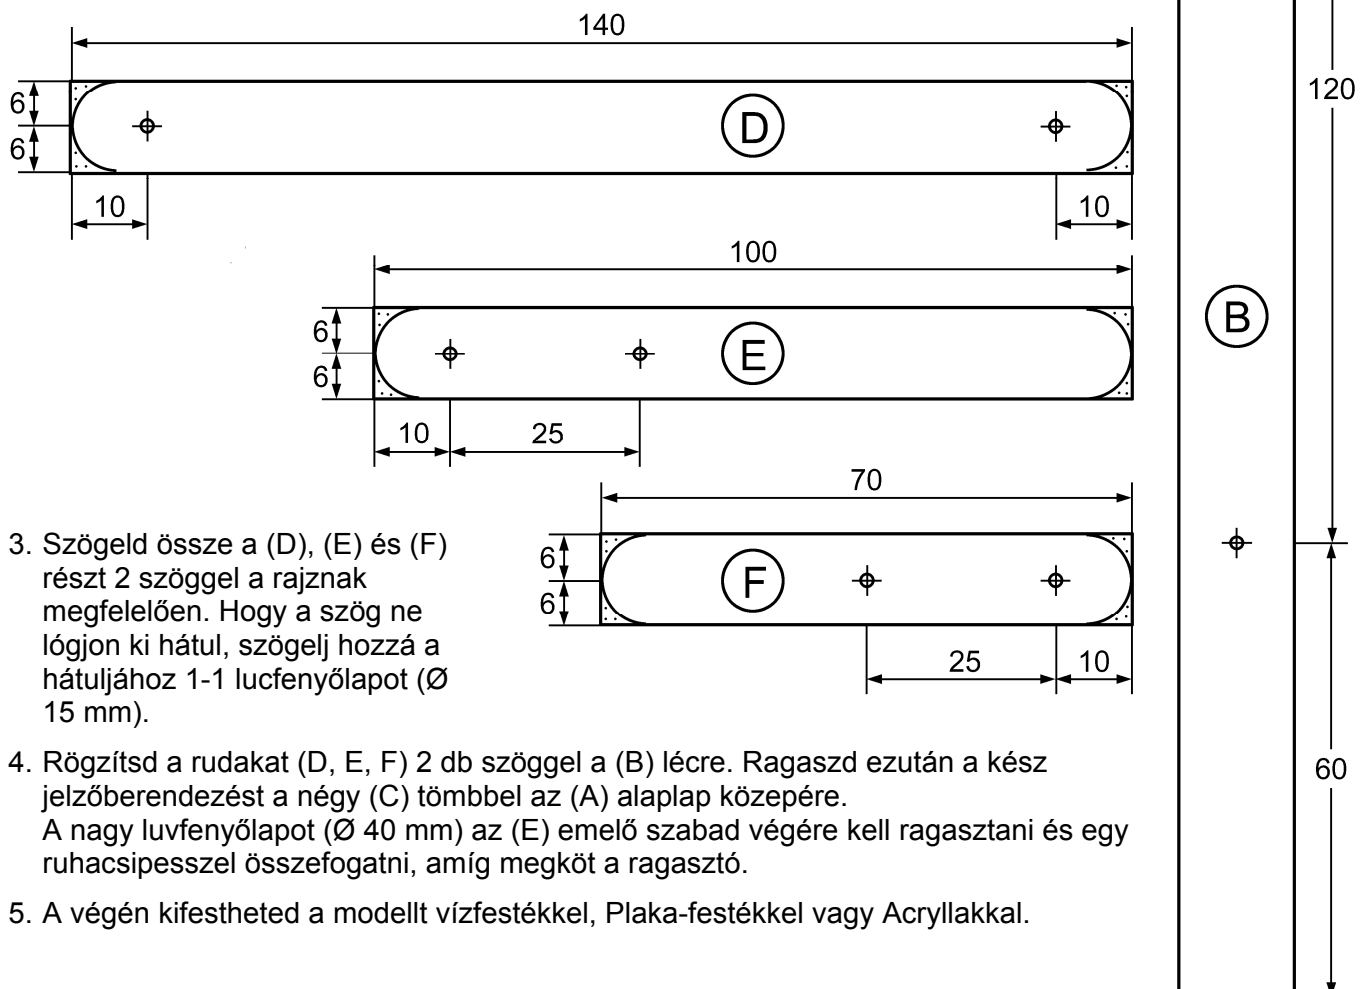 140
120
6
D
6
10
10
100
B
6
E
6
10
25
70
3. Szögeld össze a (D), (E) és (F)
részt 2 szöggel a rajznak
megfelelően. Hogy a szög ne
lógjon ki hátul, szögelj hozzá a
hátuljához 1-1 lucfenyőlapot (Ø
15 mm).
6
F
6
25
10
4. Rögzítsd a rudakat (D, E, F) 2 db szöggel a (B) lécre. Ragaszd ezután a kész
jelzőberendezést a négy (C) tömbbel az (A) alaplap közepére.
A nagy luvfenyőlapot (Ø 40 mm) az (E) emelő szabad végére kell ragasztani és egy
ruhacsipesszel összefogatni, amíg megköt a ragasztó.
60
5. A végén kifestheted a modellt vízfestékkel, Plaka-festékkel vagy Acryllakkal.